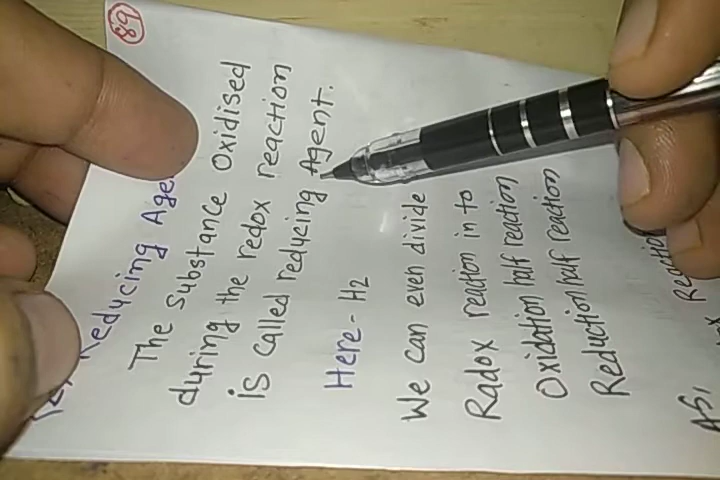 89
Reducing Age
The Substance Oxidised
during the redox reaction
is called reducing Agent.
Here - H2
We can even divide
Radox reaction in to
Oxidation half reaction
Reduction half reaction
AS,